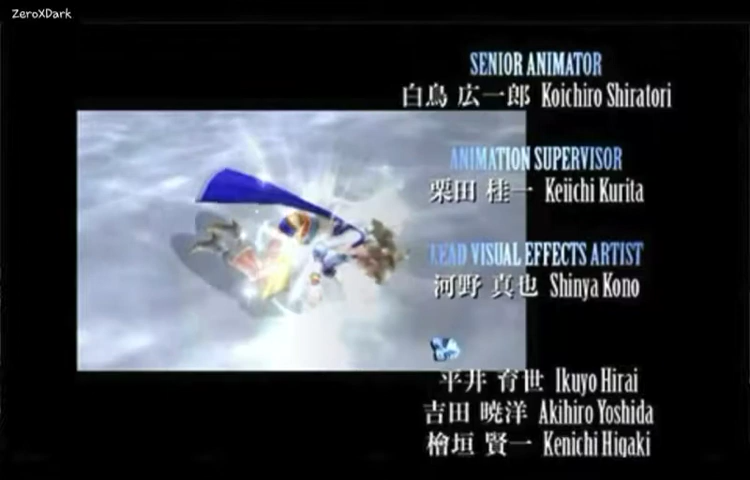 ZeroXDark
SENIOR ANIMATOR
白鳥 広一郎 Koichiro Shiratori
ANIMATION SUPERVISOR
栗田 桂一 Keiichi Kurita
LEAD VISUAL EFFECTS ARTIST
河野 真也 Shinya Kono
平井 育世 Ikuyo Hirai
吉田 暁洋 Akihiro Yoshida
檜垣 賢一 Kenichi Higaki